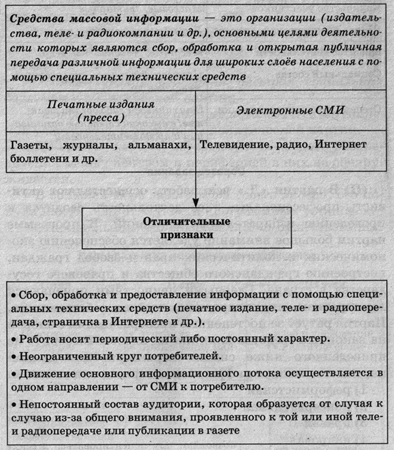 Средства массовой информации — это организации (издатель-
ства, теле- и радиокомпании и др.), основными целями деятельно-
сти которых являются сбор, обработка и открытая публичная
передача различной информации для широких слоёв населения с по-
мощью специальных технических средств
Печатные издания
(пресса)
Электронные СМИ
Газеты, журналы, альманахи,
бюллетени и др.
Телевидение, радио, Интернет
Отличительные
признаки
• Сбор, обработка и предоставление информации с помощью специ-
альных технических средств (печатное издание, теле- и радиопере-
дача, страничка в Интернете и др.).
• Работа носит периодический либо постоянный характер.
• Неограниченный круг потребителей.
• Движение основного информационного потока осуществляется в
одном направлении — от СМИ к потребителю.
• Непостоянный состав аудитории, которая образуется от случая к
случаю из-за общего внимания, проявленного к той или иной теле-
и радиопередаче или публикации в газете